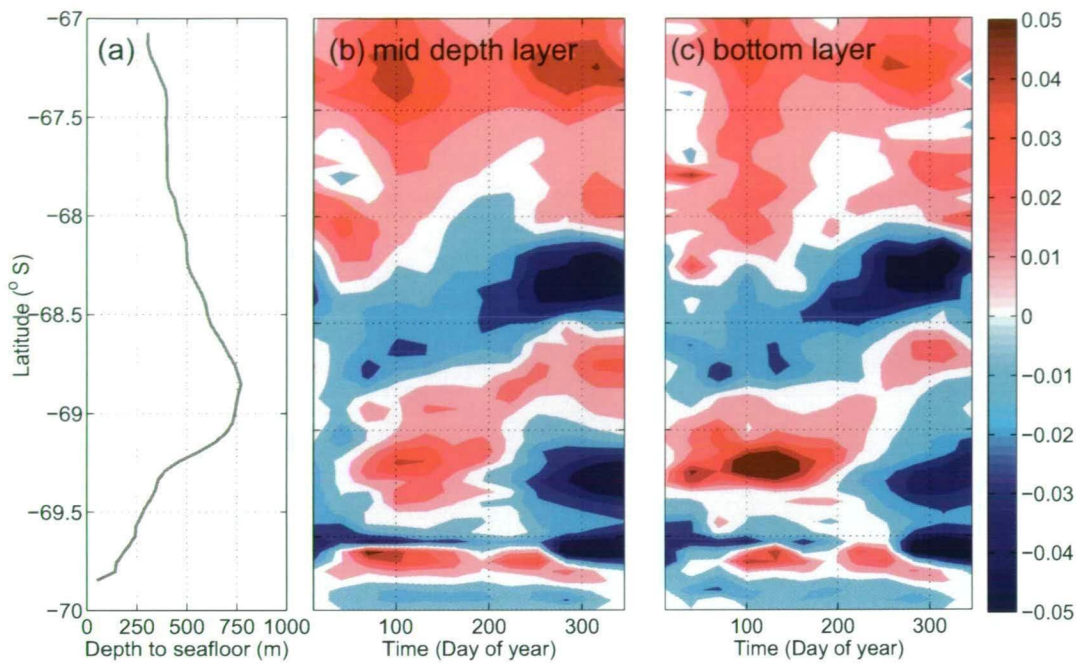 (a)
(b) mid depth layer
(c) bottom layer
Latitude (° S)
−67
−67.5
−68
−68.5
−69
−69.5
−70
0 250 500 750 1000
Depth to seafloor (m)
100 200 300
Time (Day of year)
100 200 300
Time (Day of year)
0.05
0.04
0.03
0.02
0.01
0
−0.01
−0.02
−0.03
−0.04
−0.05